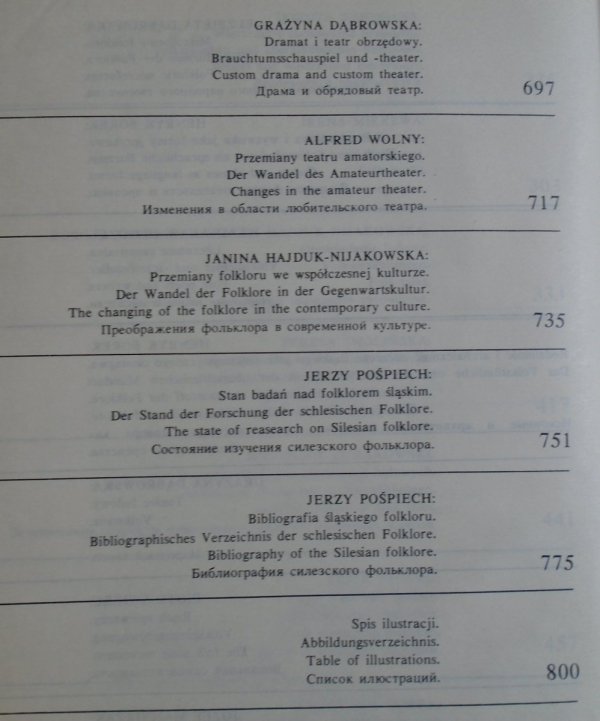 GRAŻYNA DĄBROWSKA:
Dramat i teatr obrzędowy.
Brauchtumsschauspiel und -theater.
Custom drama and custom theater.
Драма и обрядовый театр.
697
ALFRED WOLNY:
Przemiany teatru amatorskiego.
Der Wandel des Amateurtheater.
Changes in the amateur theater.
Изменения в области любительского театра.
717
JANINA HAJDUK-NIJAKOWSKA:
Przemiany folkloru we współczesnej kulturze.
Der Wandel der Folklore in der Gegenwartskultur.
The changing of the folklore in the contemporary culture.
Преображения фольклора в современной культуре.
735
JERZY POŚPIECH:
Stan badań nad folklorem śląskim.
Der Stand der Forschung der schlesischen Folklore.
The state of reasearch on Silesian folklore.
Состояние изучения силезского фольклора.
751
JERZY POŚPIECH:
Bibliografia śląskiego folkloru.
Bibliographisches Verzeichnis der schlesischen Folklore.
Bibliography of the Silesian folklore.
Библиография силезского фольклора.
775
Spis ilustracji.
Abbildungsverzeichnis.
Table of illustrations.
Список илюстраций.
800